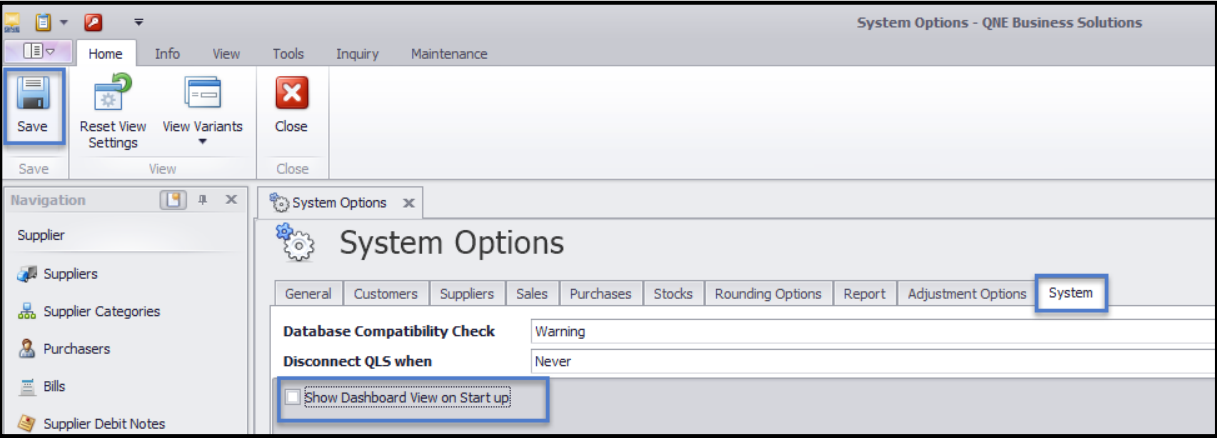 System Options - QNE Business Solutions
Home Info View Tools Inquiry Maintenance
Save
Reset View Settings
View Variants
Close
Save View Close
Navigation
Supplier
Suppliers
Supplier Categories
Purchasers
Bills
Supplier Debit Notes
System Options
System Options
General Customers Suppliers Sales Purchases Stocks Rounding Options Report Adjustment Options System
Database Compatibility Check Warning
Disconnect QLS when Never
Show Dashboard View on Start up